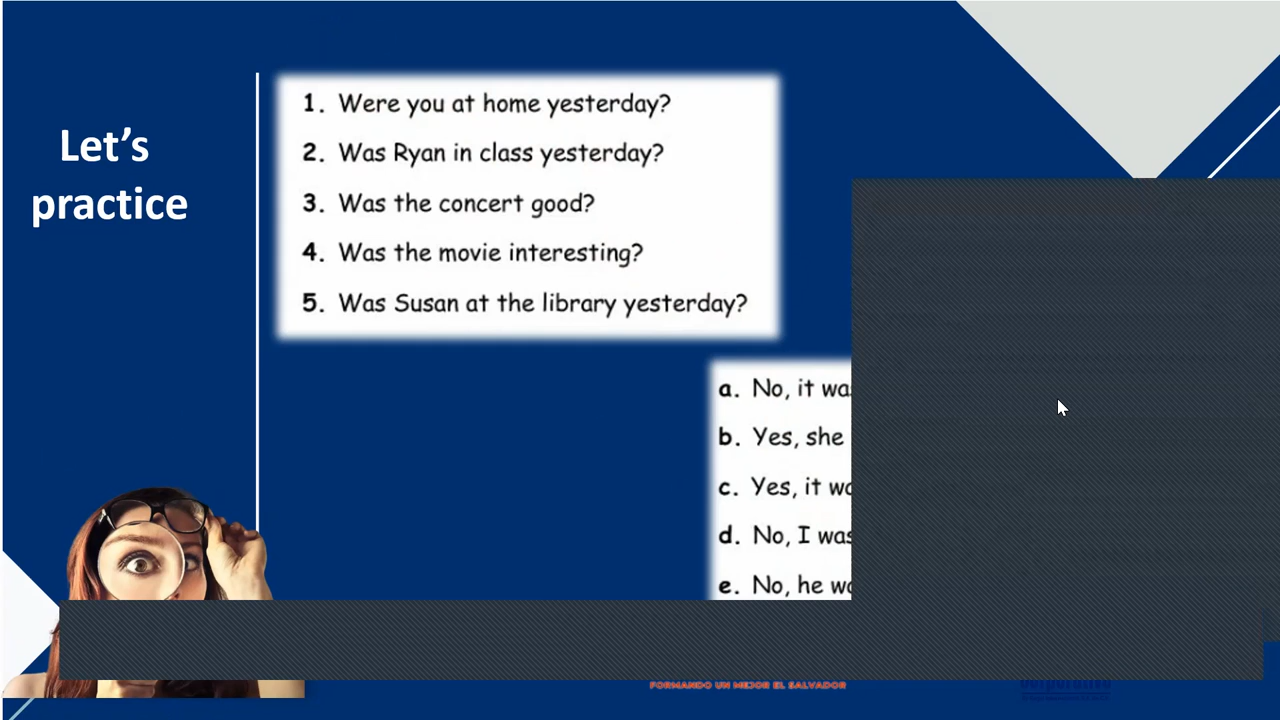 Let's
practice
1. Were you at home yesterday?
2. Was Ryan in class yesterday?
3. Was the concert good?
4. Was the movie interesting?
5. Was Susan at the library yesterday?
a. No, it
b. Yes, she
c. Yes, it
d. No, I
e. No, he
FORMANDO UN MEJOR EL SALVADOR